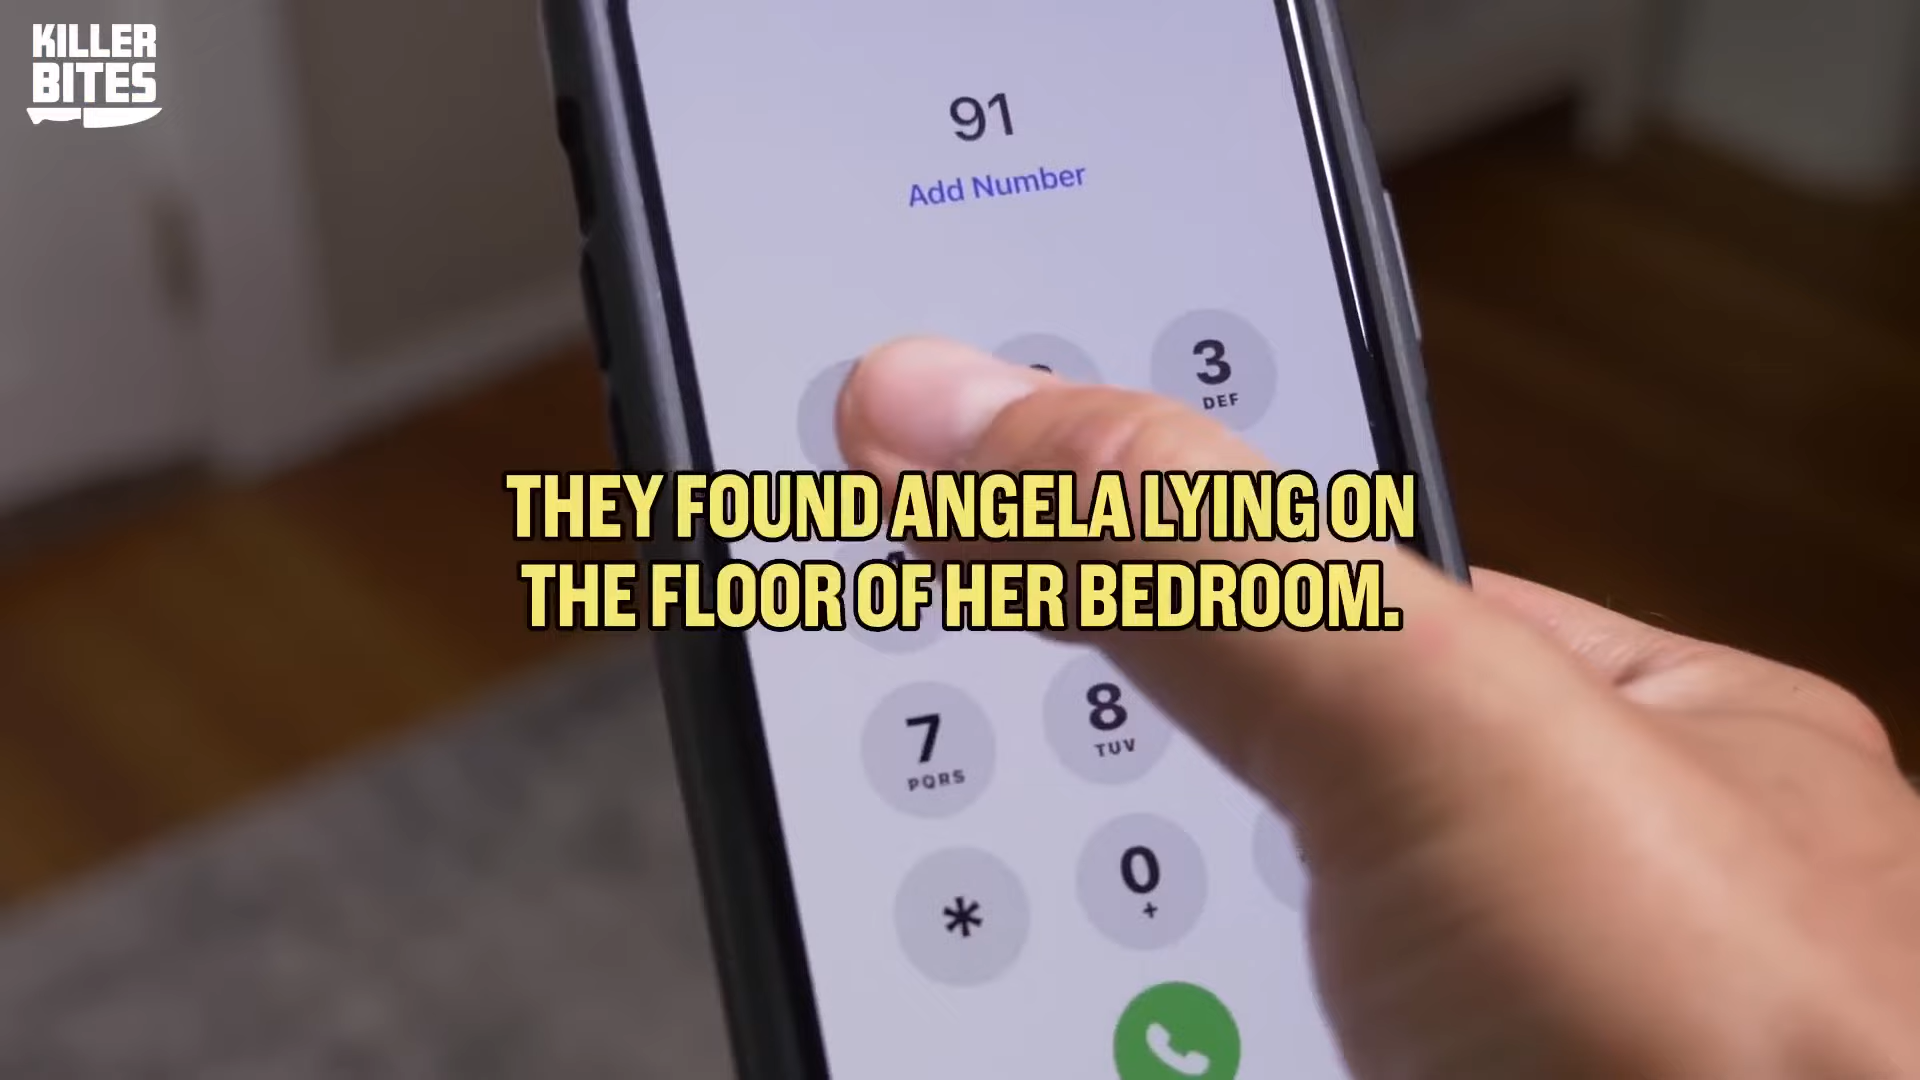 KILLER
BITES
91
Add Number
3
DEF
THEY FOUND ANGELA LYING ON
THE FLOOR OF HER BEDROOM.
7
PQRS
8
TUV
*
0
+